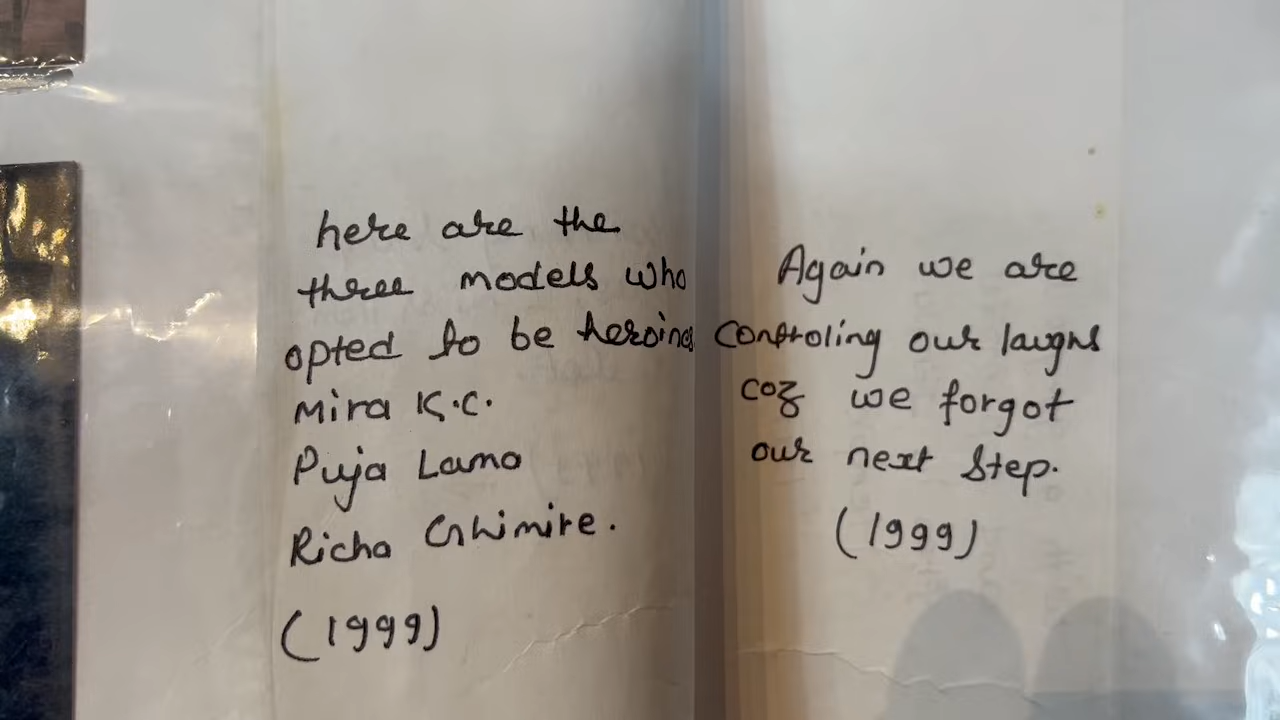 here are the
three models who
opted to be heroines
Mira K.C.
Puja Lama
Richa Ghimire.
(1999)
Again we are
Controling our laughs
coz we forgot
our next step.
(1999)